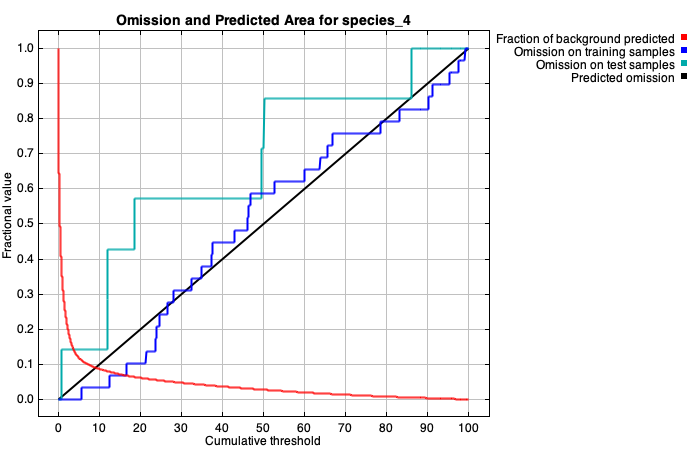 Omission and Predicted Area for species_4
Fraction of background predicted
Omission on training samples
Omission on test samples
Predicted omission
Fractional value
1.0
0.9
0.8
0.7
0.6
0.5
0.4
0.3
0.2
0.1
0.0
0 10 20 30 40 50 60 70 80 90 100
Cumulative threshold